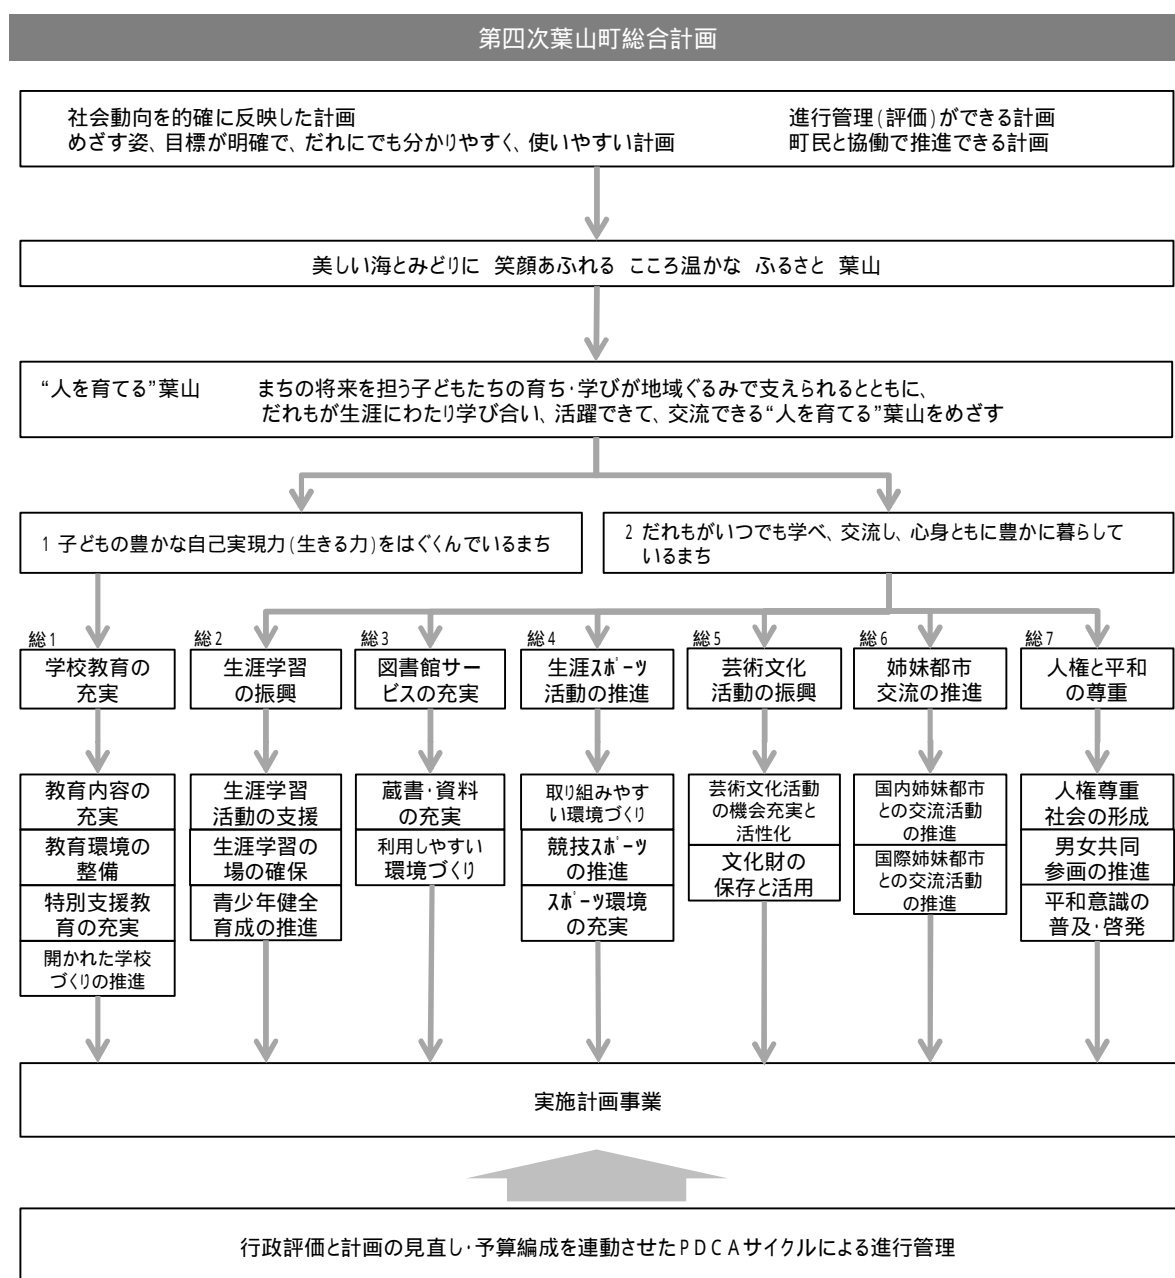 第四次葉山町総合計画
社会動向を的確に反映した計画
めざす姿、目標が明確で、だれにでも分かりやすく、使いやすい計画
進行管理(評価)ができる計画
町民と協働で推進できる計画
美しい海とみどりに 笑顔あふれる こころ温かな ふるさと 葉山
“人を育てる”葉山
まちの将来を担う子どもたちの育ち・学びが地域ぐるみで支えられるとともに、
だれもが生涯にわたり学び合い、活躍できて、交流できる“人を育てる”葉山をめざす
1 子どもの豊かな自己実現力(生きる力)をはぐくんでいるまち
2 だれもがいつでも学べ、交流し、心身ともに豊かに暮らして
いるまち
総1
学校教育の
充実
総2
生涯学習
の振興
総3
図書館サー
ビスの充実
総4
生涯ｽﾎﾟｰﾂ
活動の推進
総5
芸術文化
活動の振興
総6
姉妹都市
交流の推進
総7
人権と平和
の尊重
教育内容の
充実
教育環境の
整備
特別支援教
育の充実
開かれた学校
づくりの推進
生涯学習
活動の支援
生涯学習の
場の確保
青少年健全
育成の推進
蔵書・資料
の充実
利用しやすい
環境づくり
取り組みやす
い環境づくり
競技ｽﾎﾟｰﾂ
の推進
ｽﾎﾟｰﾂ環境
の充実
芸術文化活動
の機会充実と
活性化
文化財の
保存と活用
国内姉妹都市
との交流活動
の推進
国際姉妹都市
との交流活動
の推進
人権尊重
社会の形成
男女共同
参画の推進
平和意識の
普及・啓発
実施計画事業
行政評価と計画の見直し・予算編成を連動させたPDCAサイクルによる進行管理